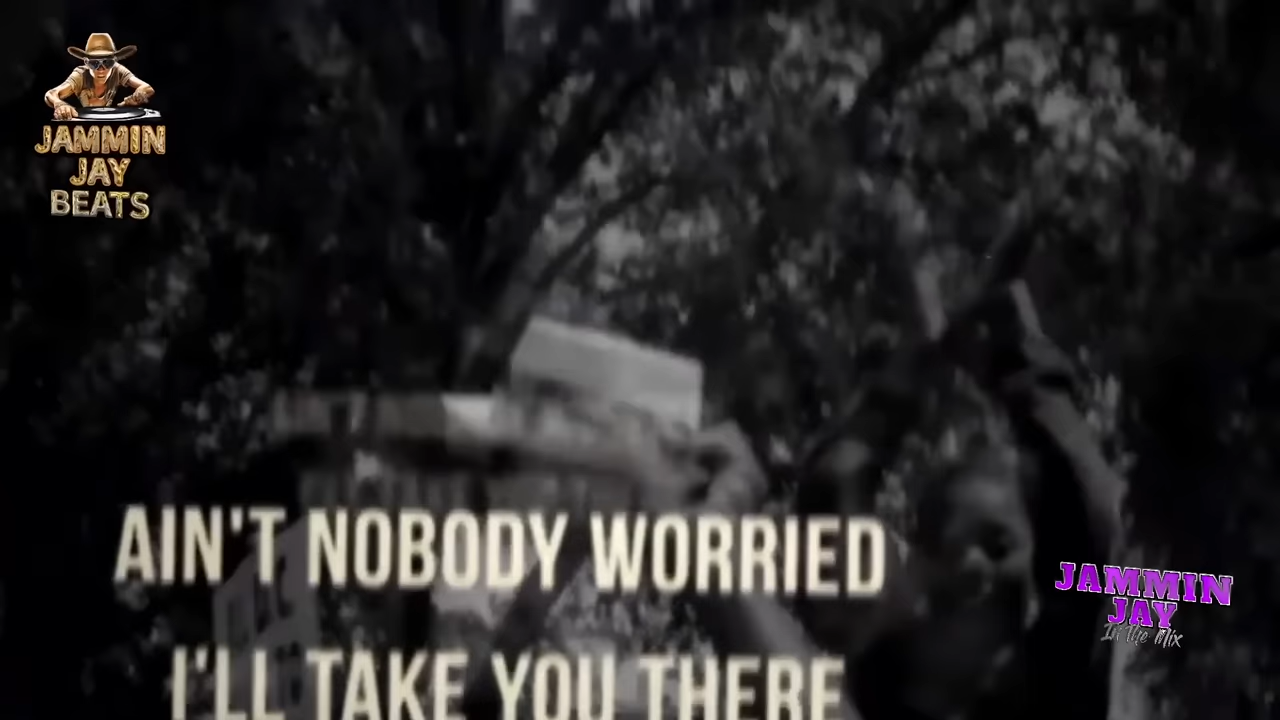 JAMMIN
JAY
BEATS
AIN'T NOBODY WORRIED
I'LL TAKE YOU THERE
JAMMIN
JAY
In the Mix